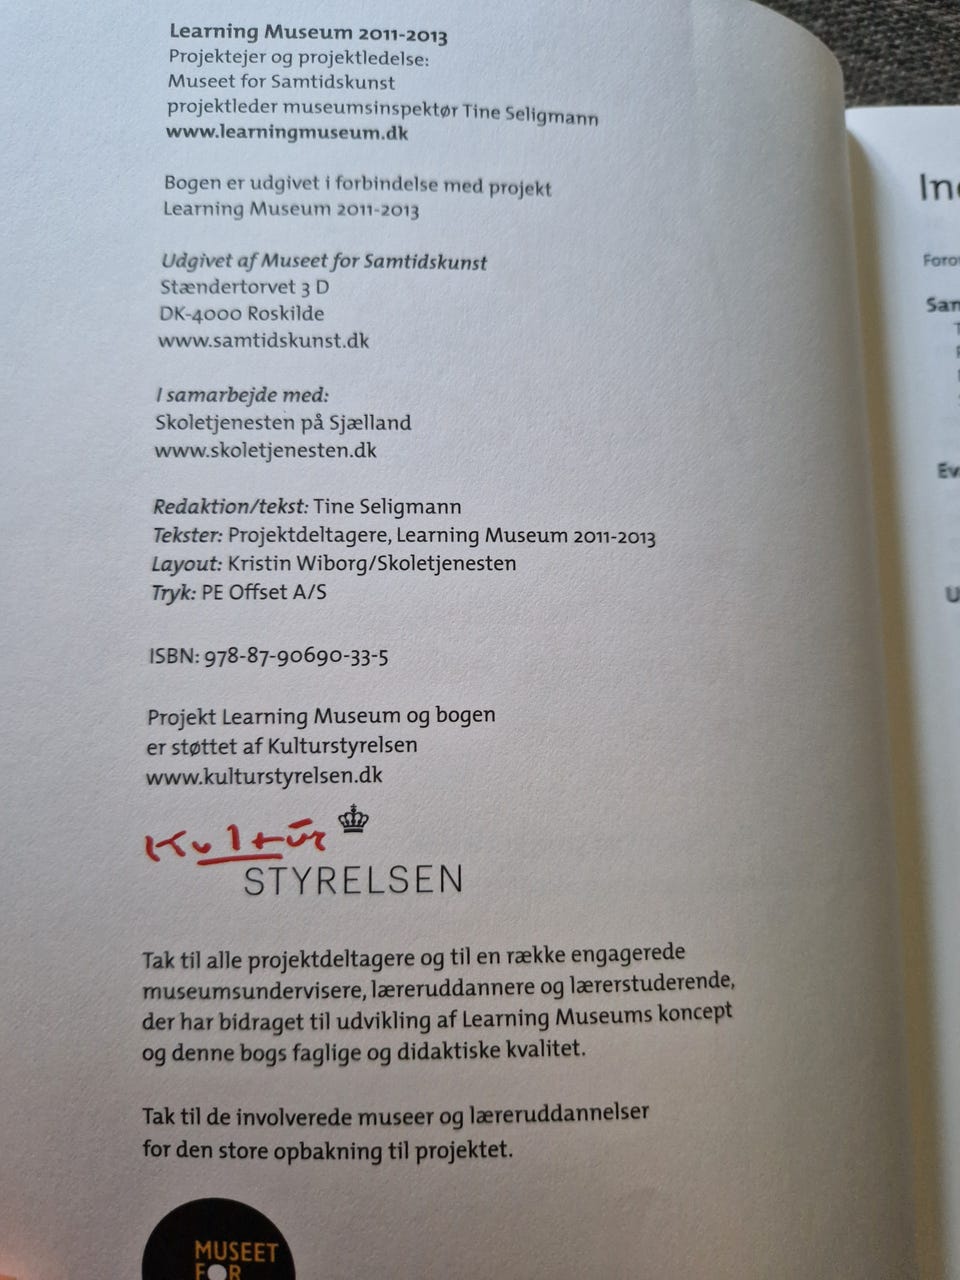 Learning Museum 2011-2013
Projektejer og projektledelse:
Museet for Samtidskunst
projektleder museumsinspektør Tine Seligmann
www.learningmuseum.dk
Bogen er udgivet i forbindelse med projekt
Learning Museum 2011-2013
Udgivet af Museet for Samtidskunst
Stændertorvet 3 D
DK-4000 Roskilde
www.samtidskunst.dk
I samarbejde med:
Skoletjenesten på Sjælland
www.skoletjenesten.dk
Redaktion/tekst: Tine Seligmann
Tekster: Projektdeltagere, Learning Museum 2011-2013
Layout: Kristin Wiborg/Skoletjenesten
Tryk: PE Offset A/S
ISBN: 978-87-90690-33-5
Projekt Learning Museum og bogen
er støttet af Kulturstyrelsen
www.kulturstyrelsen.dk
Kultur
STYRELSEN
Tak til alle projektdeltagere og til en række engagerede
museumsundervisere, læreruddannere og lærerstuderende,
der har bidraget til udvikling af Learning Museums koncept
og denne bogs faglige og didaktiske kvalitet.
Tak til de involverede museer og læreruddannelser
for den store opbakning til projektet.
MUSEET
FOR